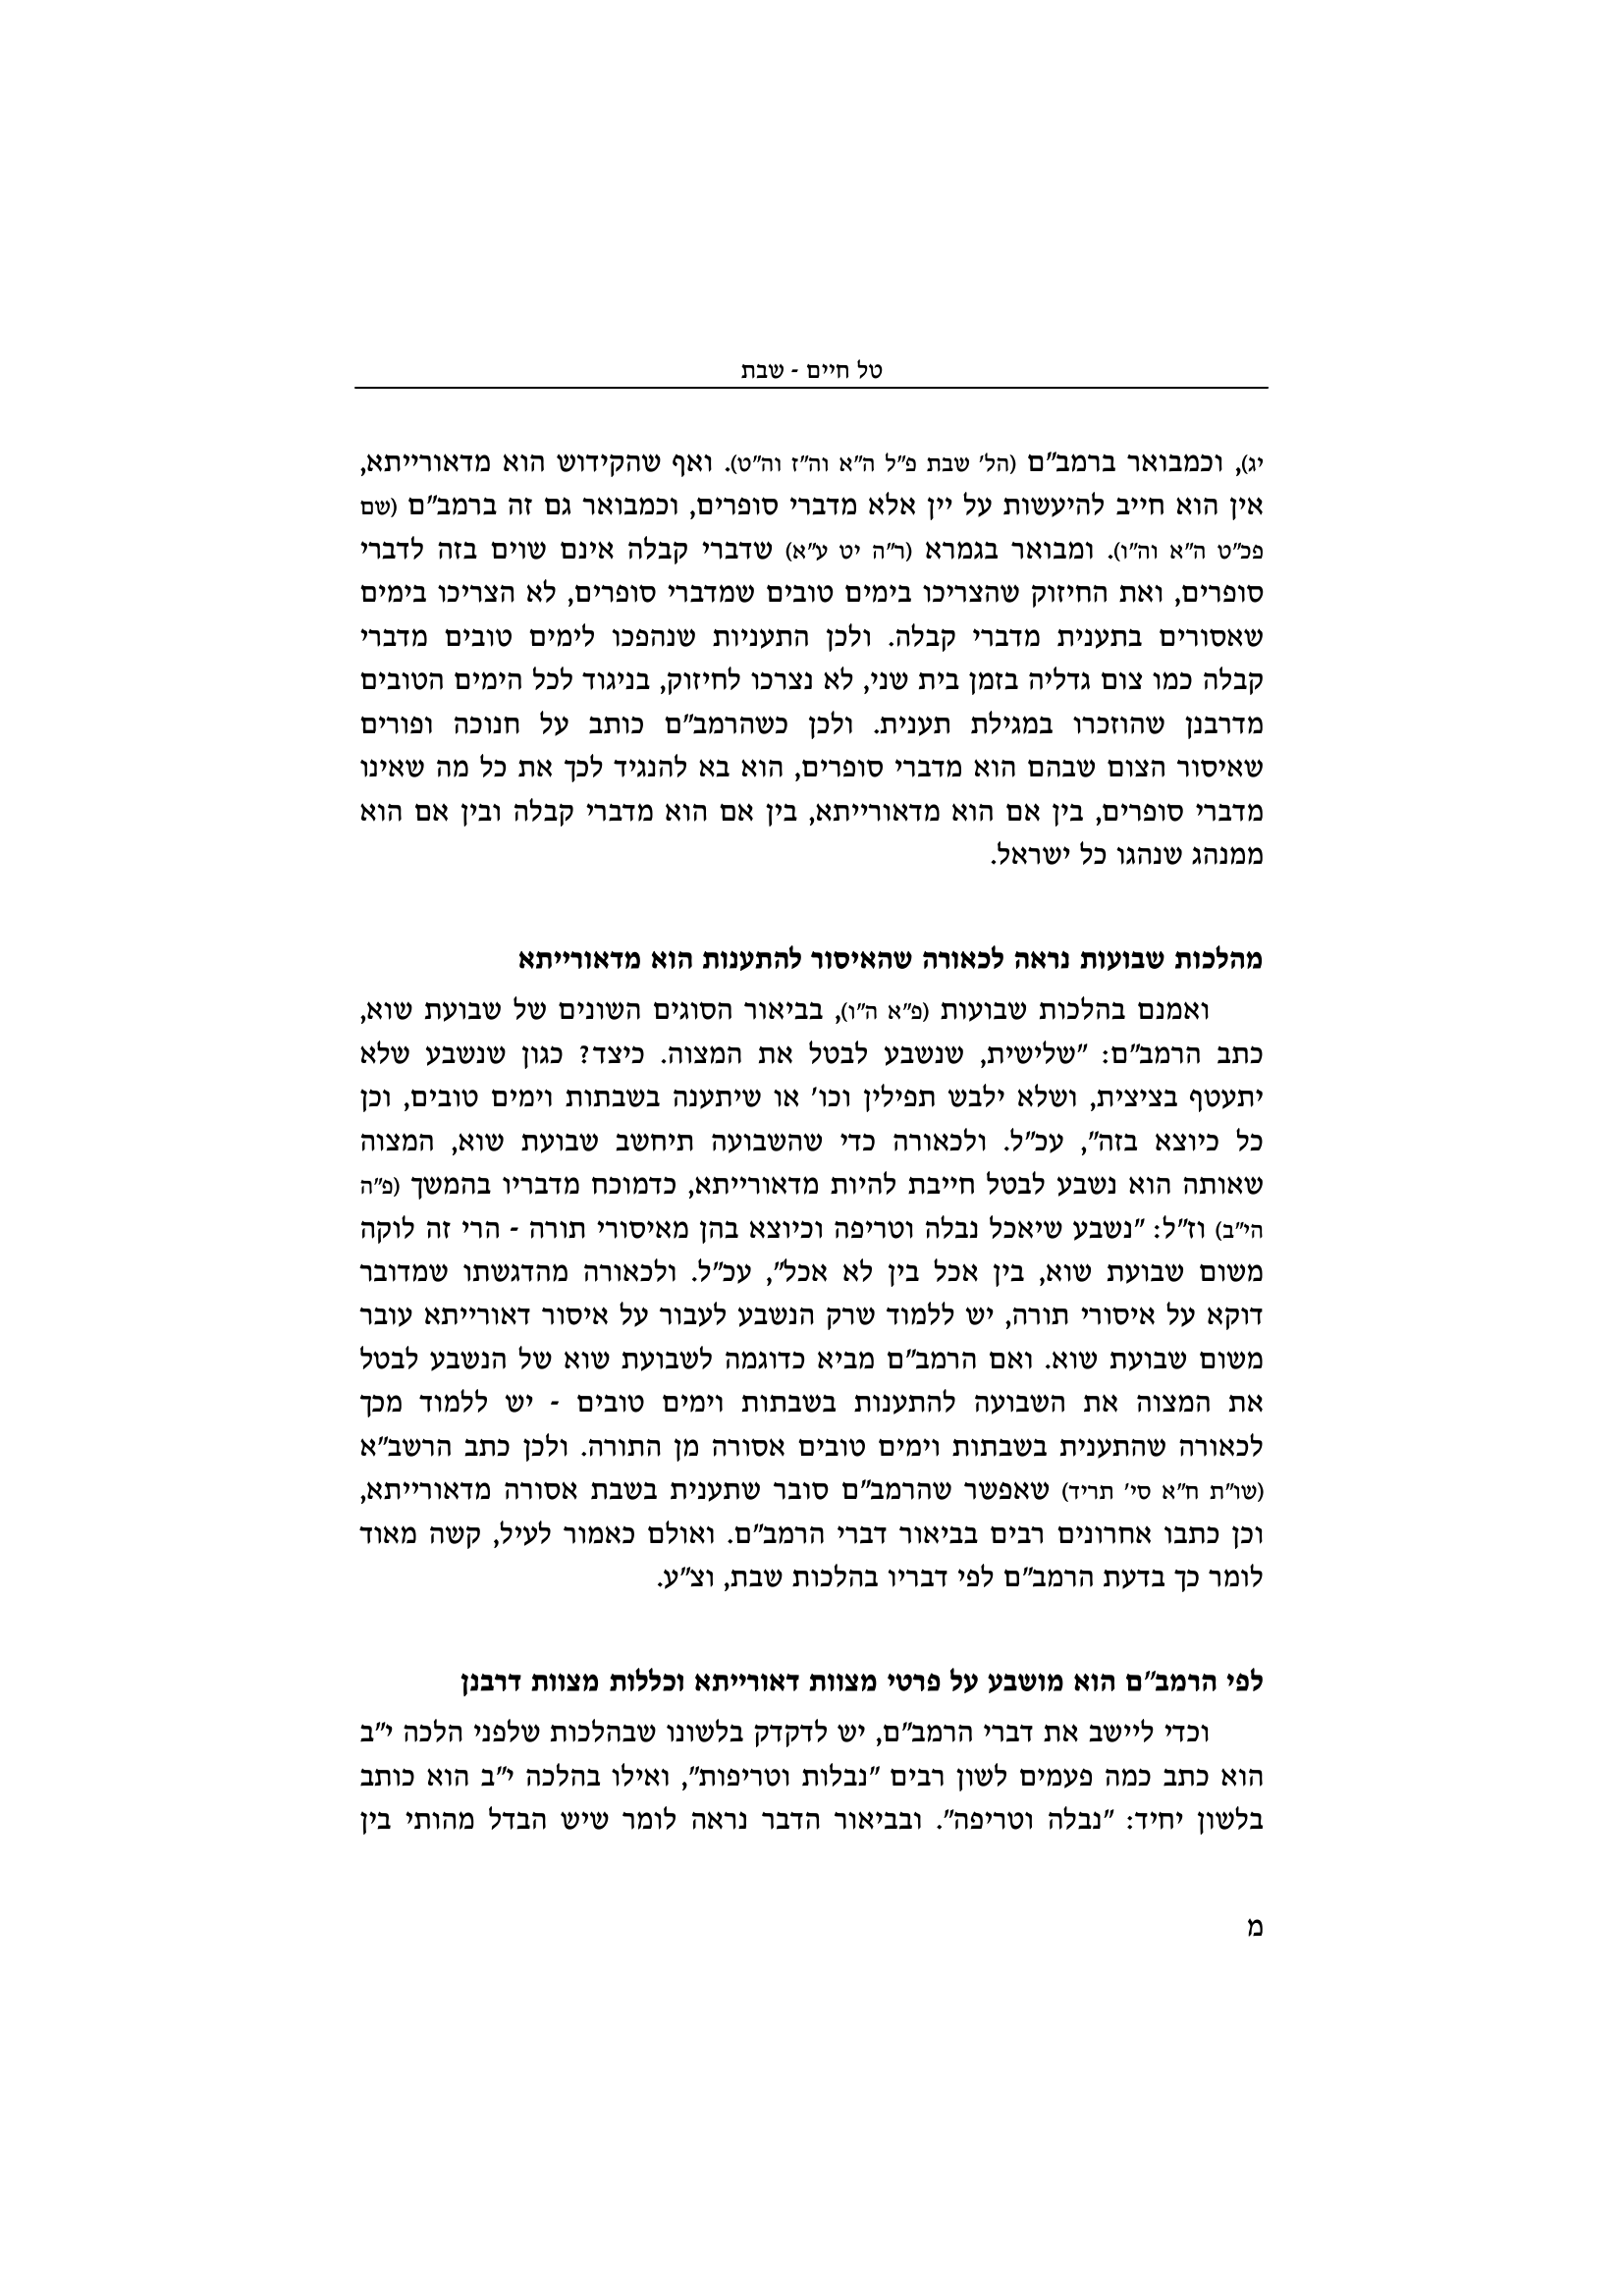 טל חיים - שבת
יג), וכמבואר ברמב"ם (הל' שבת פ"ל ה"א וה"ז וה"ט). ואף שהקידוש הוא מדאורייתא,
אין הוא חייב להיעשות על יין אלא מדברי סופרים, וכמבואר גם זה ברמב"ם (שם
פכ"ט ה"א וה"ו). ומבואר בגמרא (ר"ה יט ע"א) שדברי קבלה אינם שוים בזה לדברי
סופרים, ואת החיזוק שהצריכו בימים טובים שמדברי סופרים, לא הצריכו בימים
שאסורים בתענית מדברי קבלה. ולכן התעניות שנהפכו לימים טובים מדברי
קבלה כמו צום גדליה בזמן בית שני, לא נצרכו לחיזוק, בניגוד לכל הימים הטובים
מדרבנן שהוזכרו במגילת תענית. ולכן כשהרמב"ם כותב על חנוכה ופורים
שאיסור הצום שבהם הוא מדברי סופרים, הוא בא להנגיד לכך את כל מה שאינו
מדברי סופרים, בין אם הוא מדאורייתא, בין אם הוא מדברי קבלה ובין אם הוא
ממנהג שנהגו כל ישראל.
מהלכות שבועות נראה לכאורה שהאיסור להתענות הוא מדאורייתא
ואמנם בהלכות שבועות (פ"א ה"ו), בביאור הסוגים השונים של שבועת שוא,
כתב הרמב"ם: "שלישית, שנשבע לבטל את המצוה. כיצד? כגון שנשבע שלא
יתעטף בציצית, ושלא ילבש תפילין וכו' או שיתענה בשבתות וימים טובים, וכן
כל כיוצא בזה", עכ"ל. ולכאורה כדי שהשבועה תיחשב שבועת שוא, המצוה
שאותה הוא נשבע לבטל חייבת להיות מדאורייתא, כדמוכח מדבריו בהמשך (פ"ה
הי"ב) וז"ל: "נשבע שיאכל נבלה וטריפה וכיוצא בהן מאיסורי תורה - הרי זה לוקה
משום שבועת שוא, בין אכל בין לא אכל", עכ"ל. ולכאורה מהדגשתו שמדובר
דוקא על איסורי תורה, יש ללמוד שרק הנשבע לעבור על איסור דאורייתא עובר
משום שבועת שוא. ואם הרמב"ם מביא כדוגמה לשבועת שוא של הנשבע לבטל
את המצוה את השבועה להתענות בשבתות וימים טובים - יש ללמוד מכך
לכאורה שהתענית בשבתות וימים טובים אסורה מן התורה. ולכן כתב הרשב"א
(שו"ת ח"א סי' תריד) שאפשר שהרמב"ם סובר שתענית בשבת אסורה מדאורייתא,
וכן כתבו אחרונים רבים בביאור דברי הרמב"ם. ואולם כאמור לעיל, קשה מאוד
לומר כך בדעת הרמב"ם לפי דבריו בהלכות שבת, וצ"ע.
לפי הרמב"ם הוא מושבע על פרטי מצוות דאורייתא וכללות מצוות דרבנן
וכדי ליישב את דברי הרמב"ם, יש לדקדק בלשונו שבהלכות שלפני הלכה י"ב
הוא כתב כמה פעמים לשון רבים "נבלות וטריפות", ואילו בהלכה י"ב הוא כותב
בלשון יחיד: "נבלה וטריפה". ובביאור הדבר נראה לומר שיש הבדל מהותי בין
מ